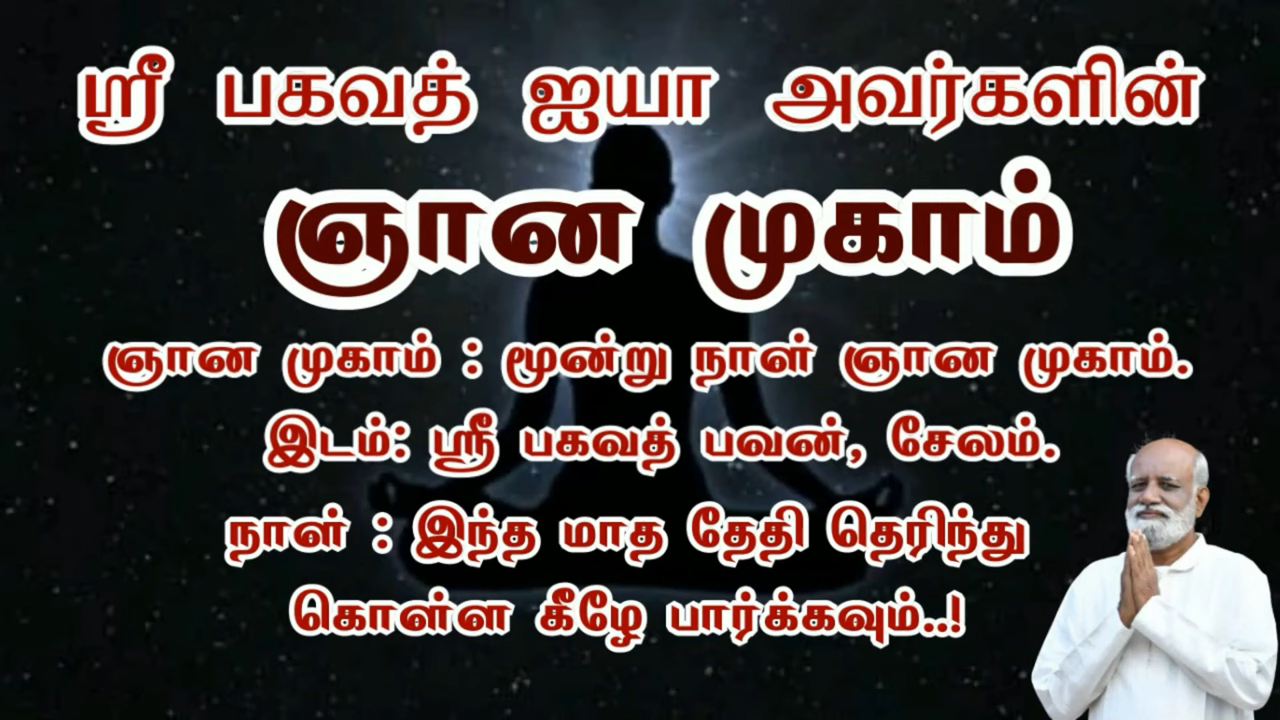 ஸ்ரீ பகவத் ஐயா அவர்களின்
ஞான முகாம்
ஞான முகாம் : மூன்று நாள் ஞான முகாம்.
இடம்: ஸ்ரீ பகவத் பவன், சேலம்.
நாள் : இந்த மாத தேதி தெரிந்து
கொள்ள கீழே பார்க்கவும்..!